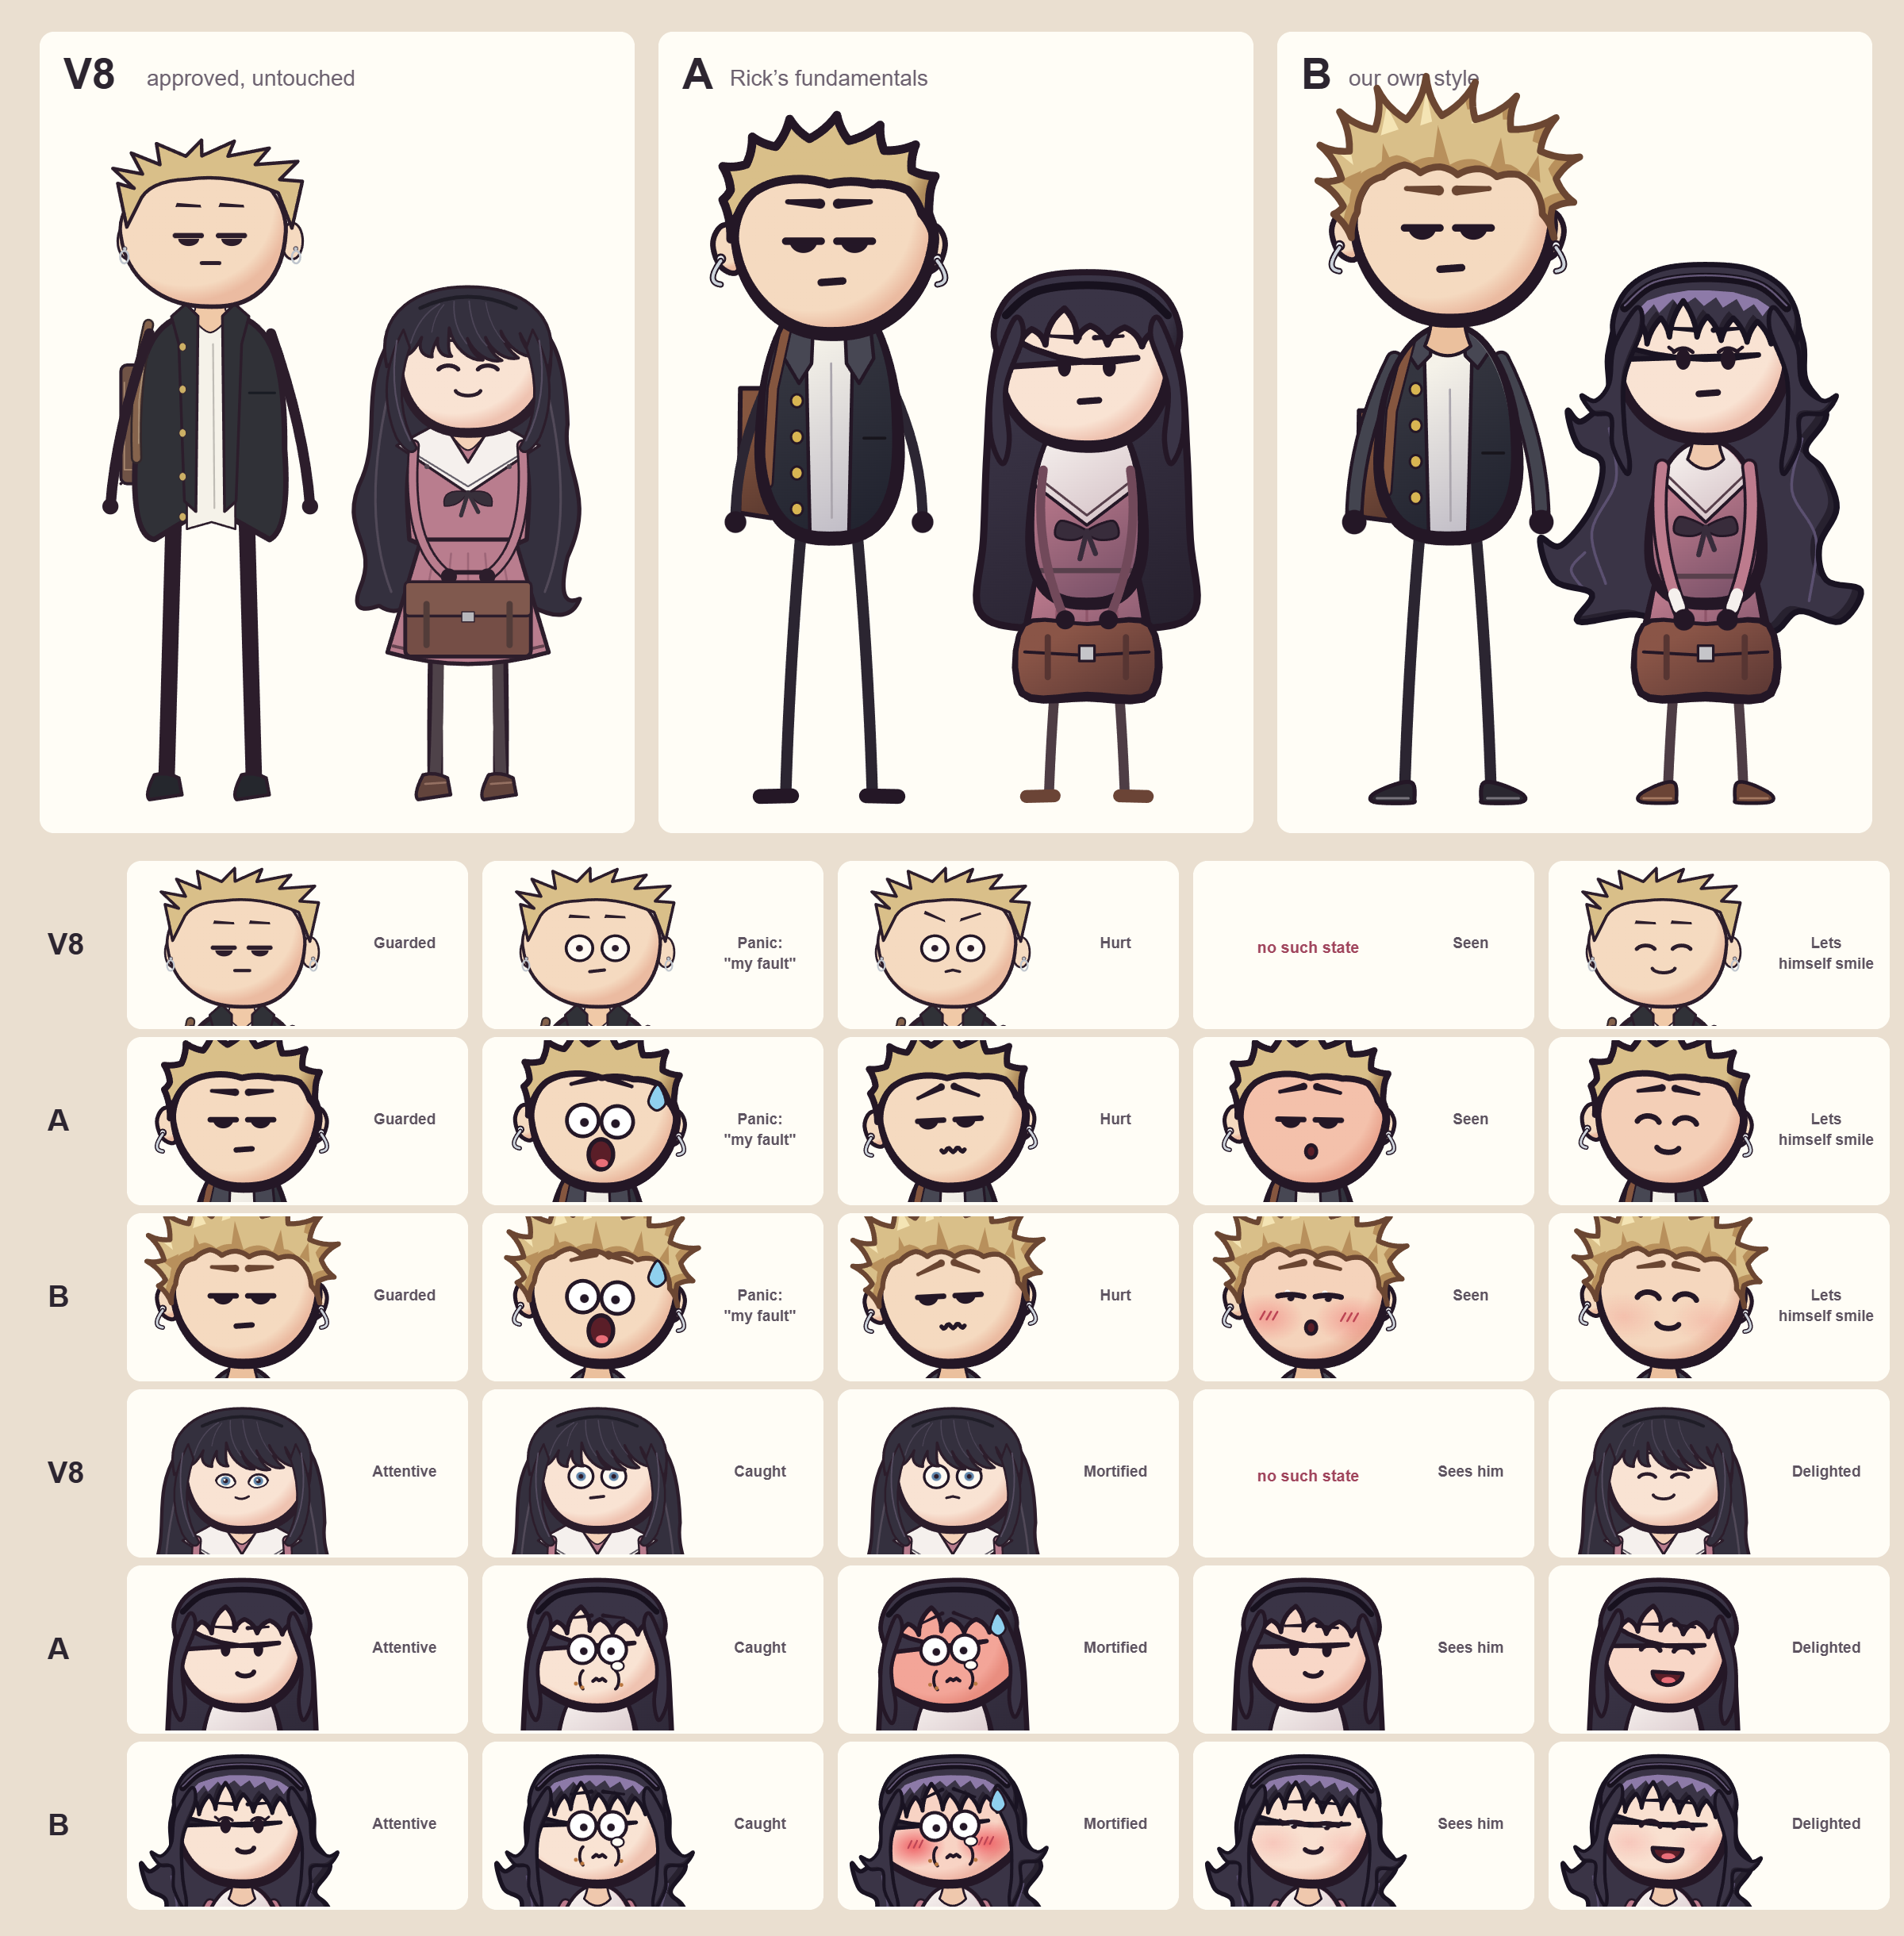 V8 approved, untouched
A Rick’s fundamentals
B our own style
V8
Guarded
Panic:
"my fault"
Hurt
no such state
Seen
Lets
himself smile
A
Guarded
Panic:
"my fault"
Hurt
Seen
Lets
himself smile
B
Guarded
Panic:
"my fault"
Hurt
Seen
Lets
himself smile
V8
Attentive
Caught
Mortified
no such state
Sees him
Delighted
A
Attentive
Caught
Mortified
Sees him
Delighted
B
Attentive
Caught
Mortified
Sees him
Delighted